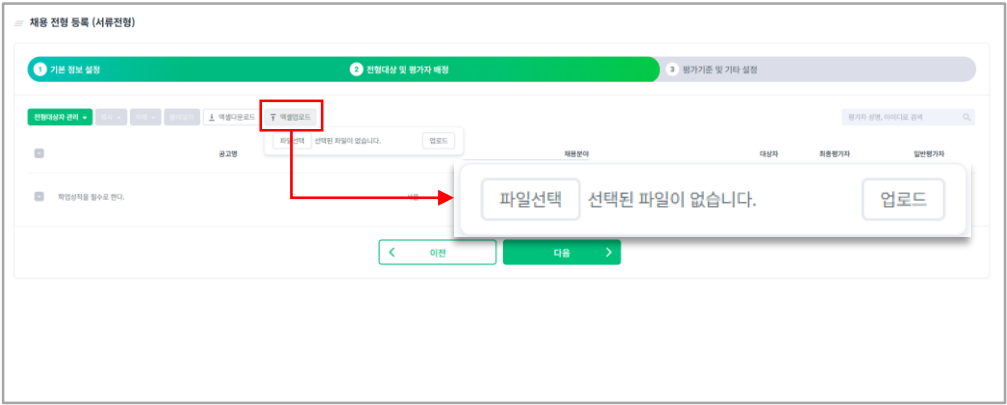 채용 전형 등록 (서류전형)
1 기본 정보 설정
2 전형대상 및 평가자 배정
3 평가기준 및 기타 설정
전형대상자 관리
엑셀다운로드
엑셀업로드
평가자 성명, 아이디로 검색
파일선택 선택된 파일이 없습니다. 업로드
공고명 채용분야 대상자 최종평가자 일반평가자
학업성적을 필수로 한다.
파일선택 선택된 파일이 없습니다. 업로드
이전
다음